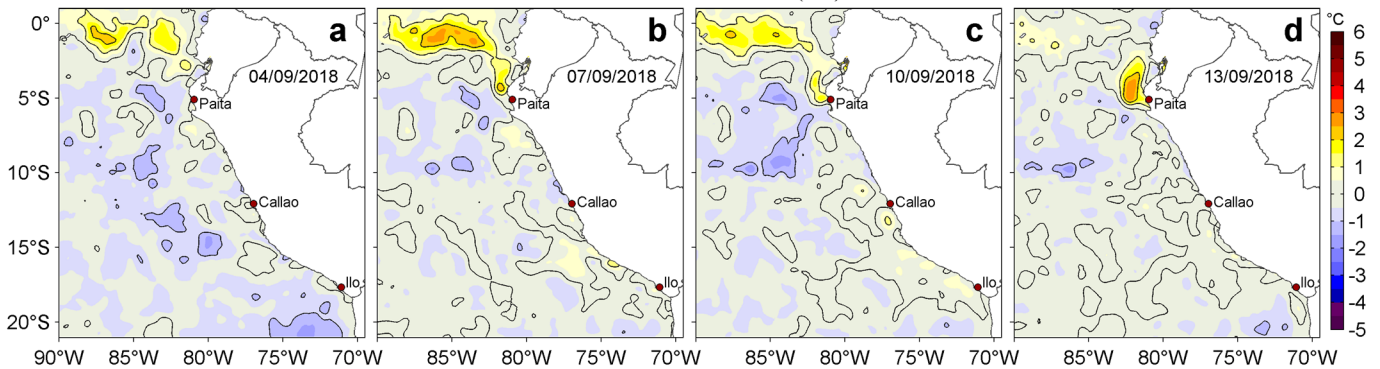 a b c d °C
0° 04/09/2018 07/09/2018 10/09/2018 13/09/2018 6
5°S Paita Paita Paita Paita 5
10°S Callao Callao Callao Callao 4
15°S Ilo Ilo Ilo Ilo 3
20°S 2
1
0
-1
-2
-3
-4
-5
90°W 85°W 80°W 75°W 70°W 85°W 80°W 75°W 70°W 85°W 80°W 75°W 70°W 85°W 80°W 75°W 70°W